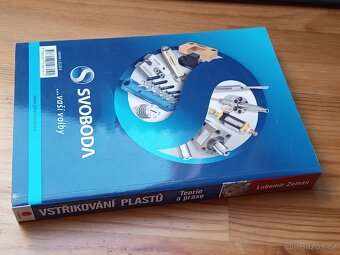 SVOBODA
...vaší volby
VSTŘIKOVÁNÍ PLASTŮ
Teorie
a praxe
Lubomír Zeman